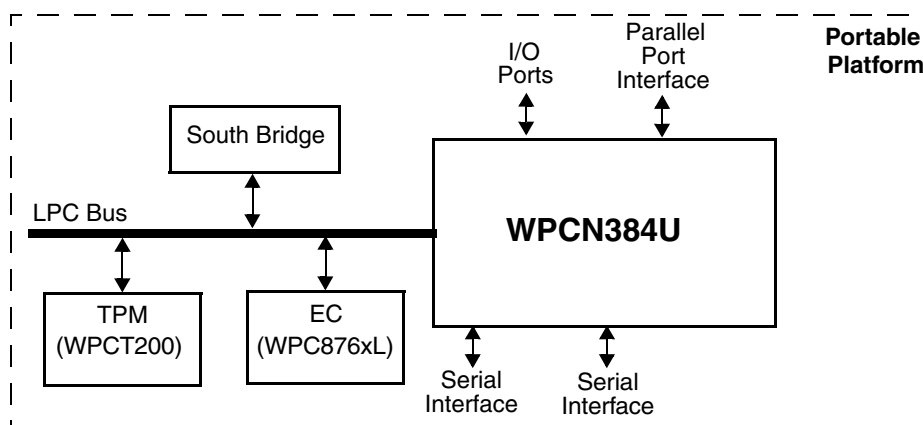 Portable
Platform
I/O
Ports
Parallel
Port
Interface
South Bridge
LPC Bus
WPCN384U
TPM
(WPCT200)
EC
(WPC876xL)
Serial
Interface
Serial
Interface